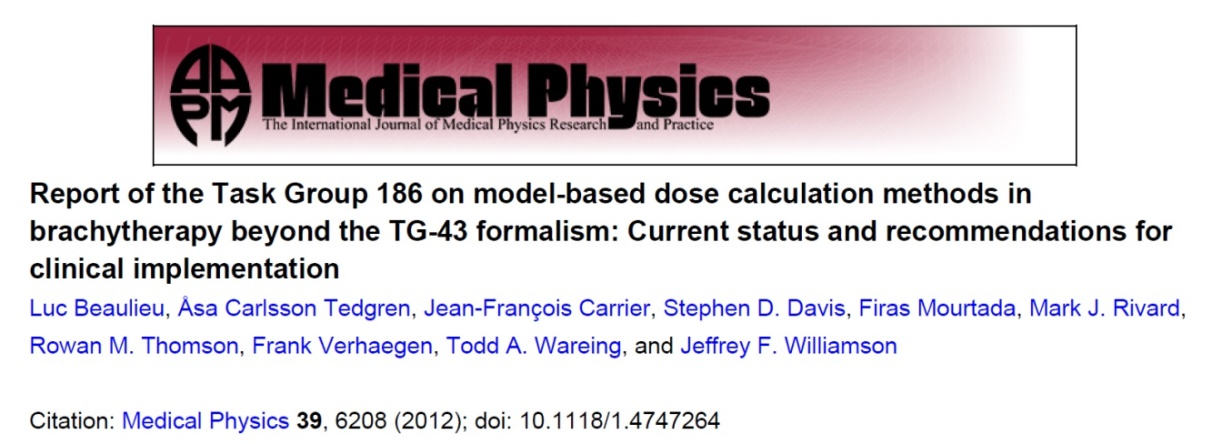 AAPM
Medical Physics
The International Journal of Medical Physics Research and Practice
Report of the Task Group 186 on model-based dose calculation methods in
brachytherapy beyond the TG-43 formalism: Current status and recommendations for
clinical implementation
Luc Beaulieu, Åsa Carlsson Tedgren, Jean-François Carrier, Stephen D. Davis, Firas Mourtada, Mark J. Rivard,
Rowan M. Thomson, Frank Verhaegen, Todd A. Wareing, and Jeffrey F. Williamson
Citation: Medical Physics 39, 6208 (2012); doi: 10.1118/1.4747264